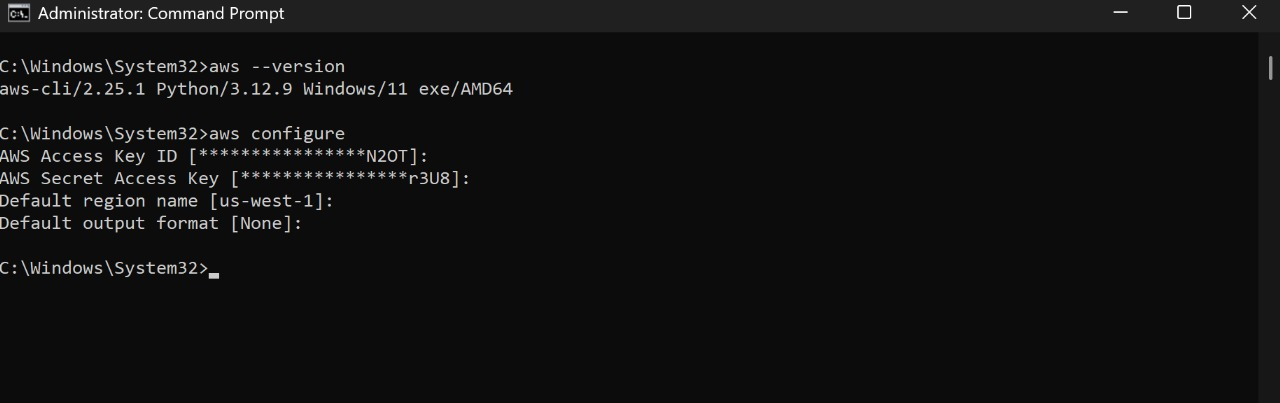 Administrator: Command Prompt
C:\Windows\System32>aws --version
aws-cli/2.25.1 Python/3.12.9 Windows/11 exe/AMD64
C:\Windows\System32>aws configure
AWS Access Key ID [****************N2OT]:
AWS Secret Access Key [****************r3U8]:
Default region name [us-west-1]:
Default output format [None]:
C:\Windows\System32>